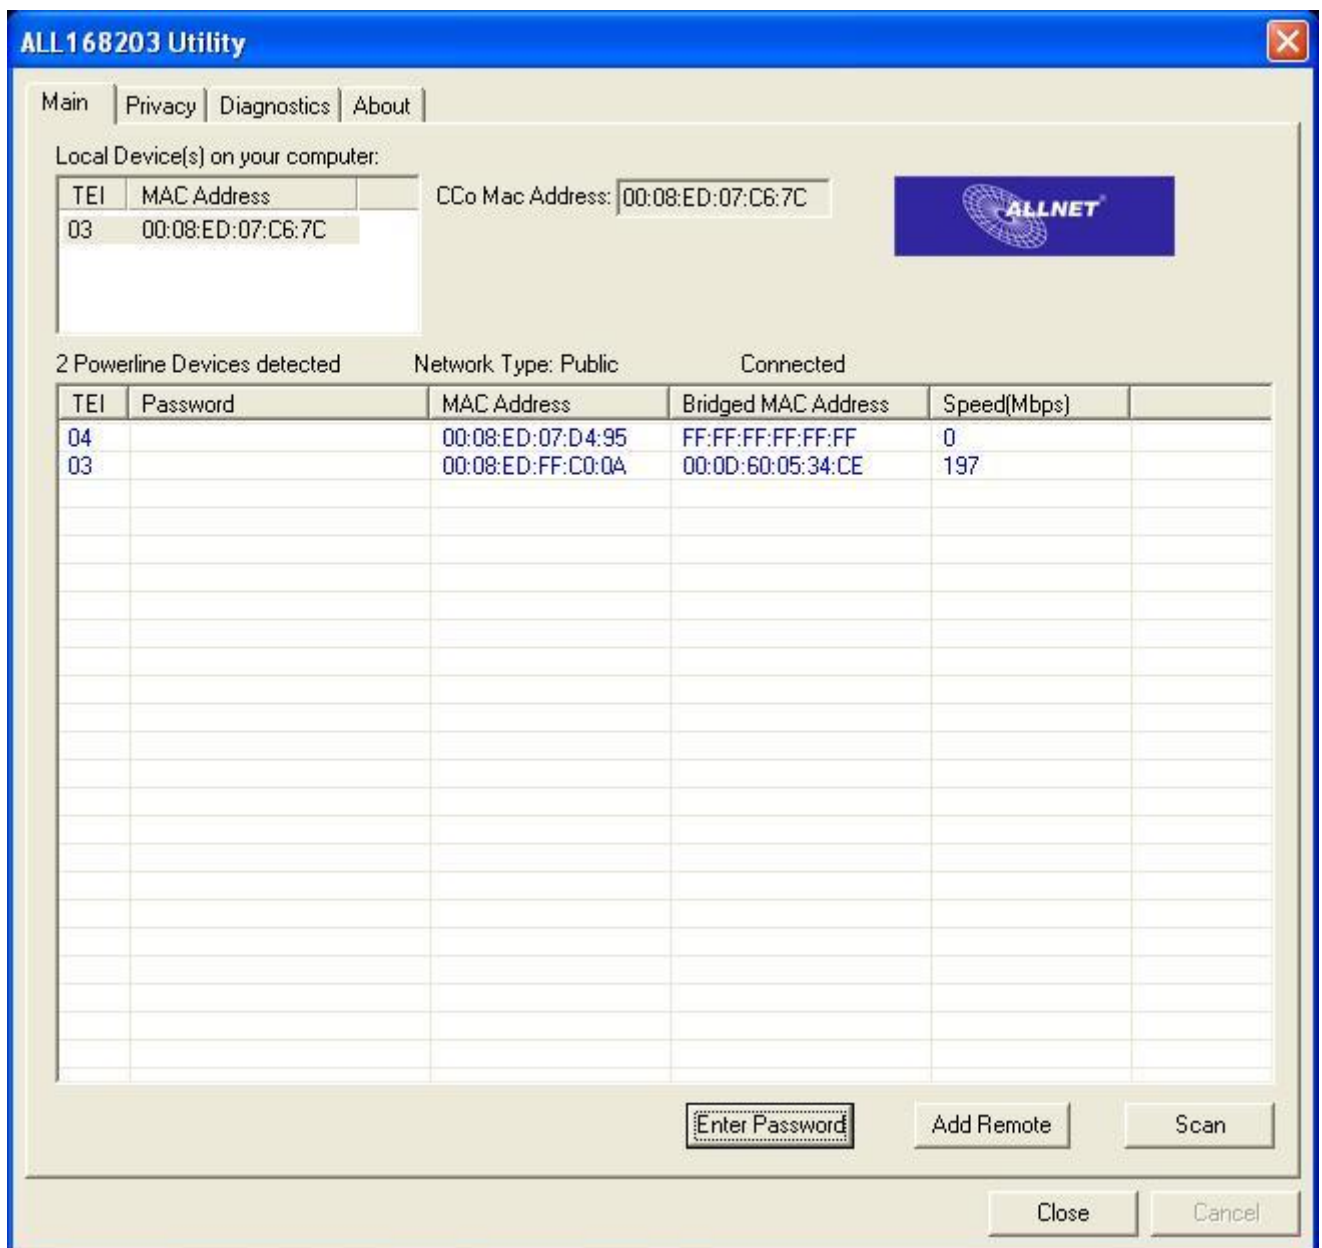 ALL168203 Utility
Main Privacy Diagnostics About
Local Device(s) on your computer:
TEI MAC Address
03 00:08:ED:07:C6:7C
CCo Mac Address: 00:08:ED:07:C6:7C
ALLNET
2 Powerline Devices detected Network Type: Public Connected
TEI Password MAC Address Bridged MAC Address Speed(Mbps)
04 00:08:ED:07:D4:95 FF:FF:FF:FF:FF:FF 0
03 00:08:ED:FF:C0:0A 00:0D:60:05:34:CE 197
Enter Password Add Remote Scan
Close Cancel